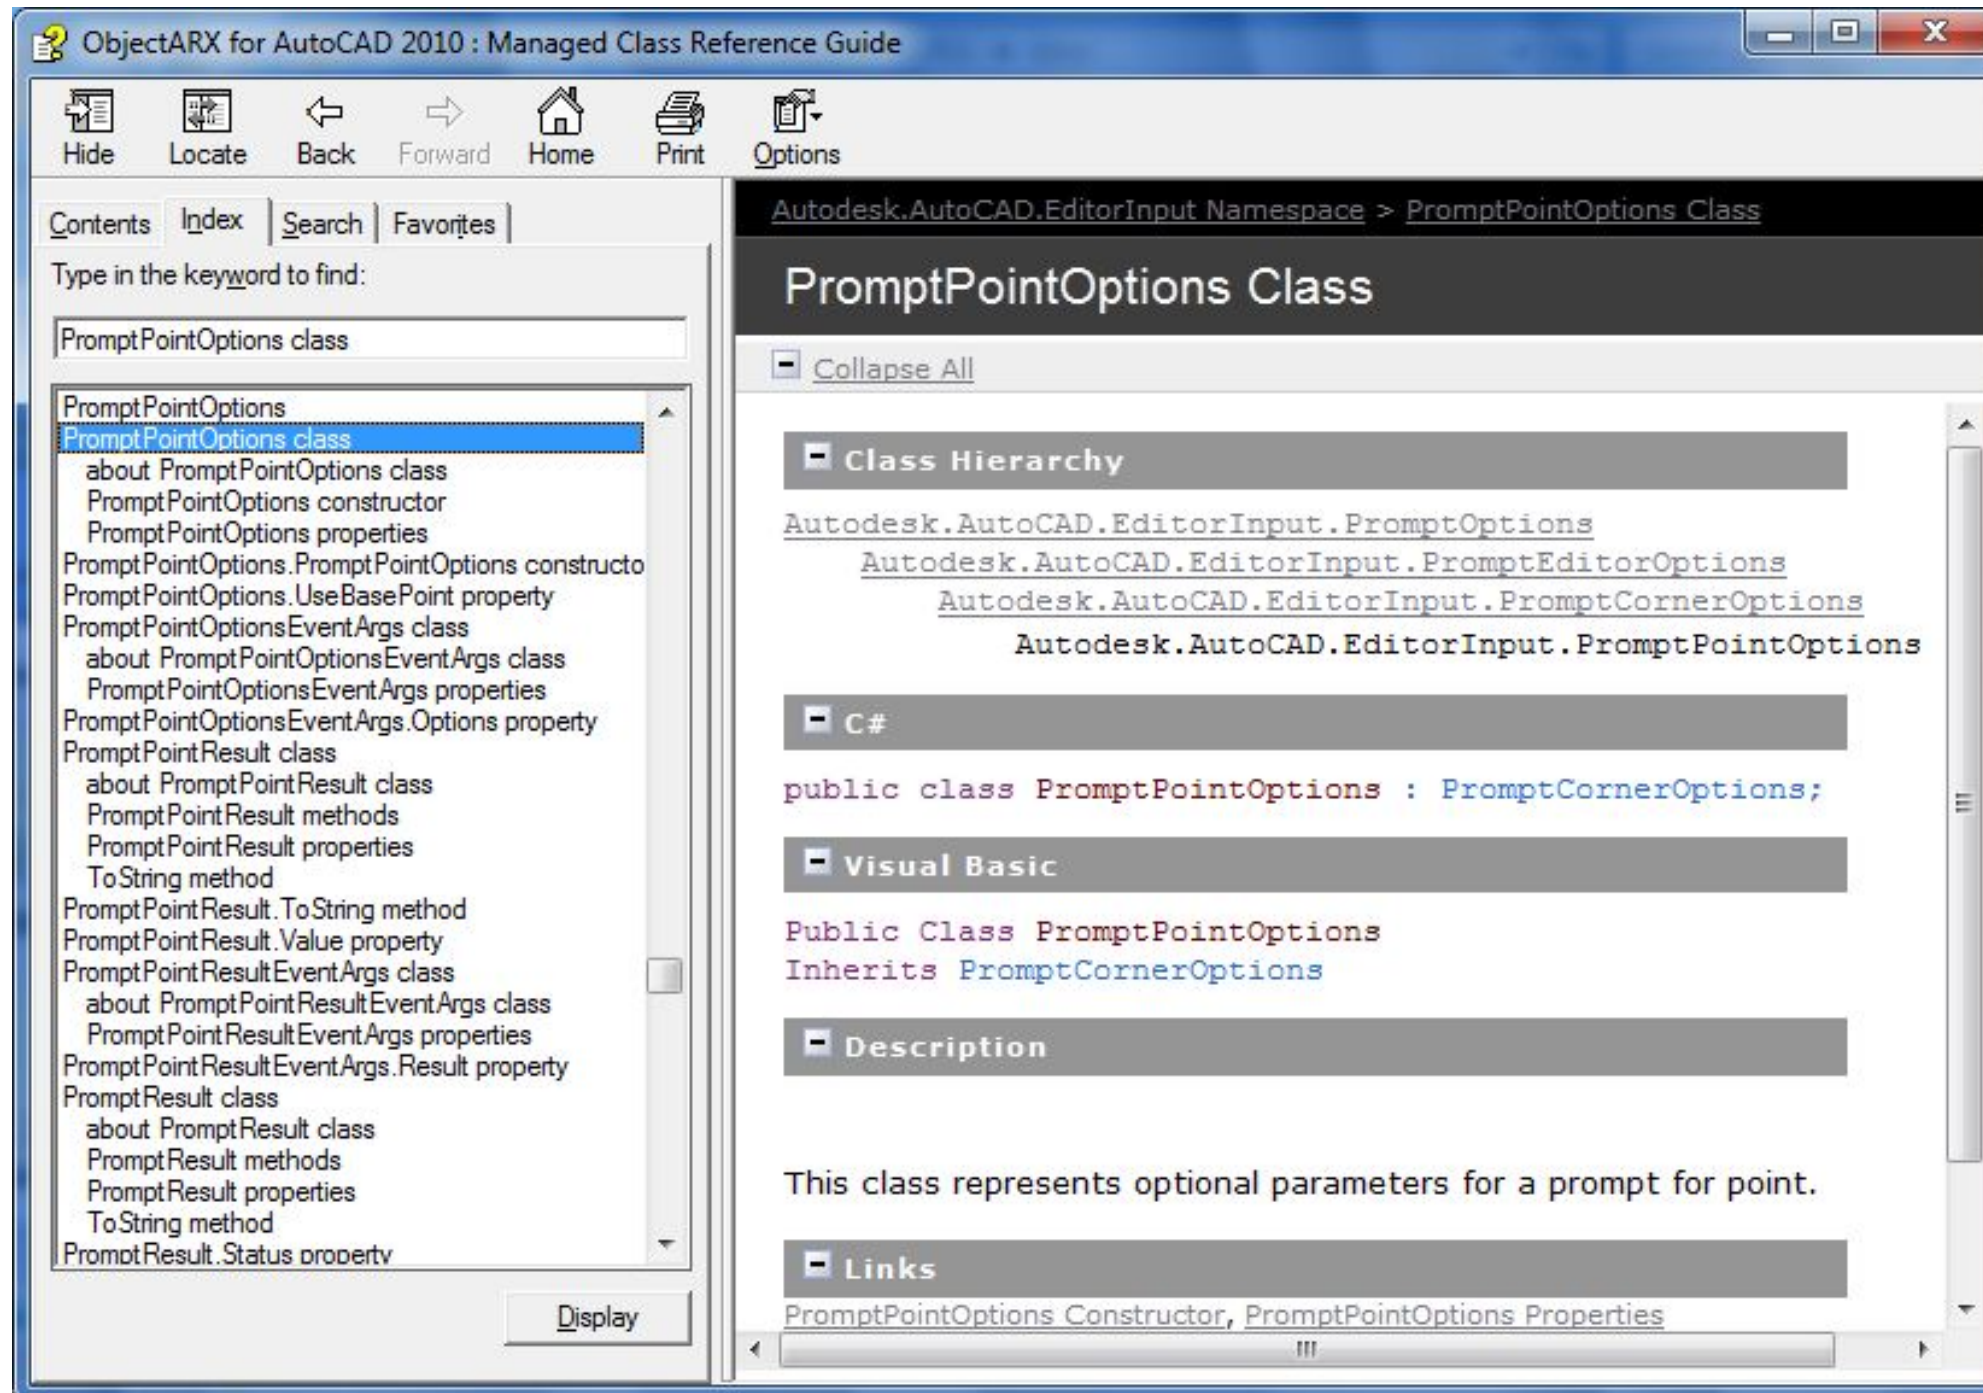 ObjectARX for AutoCAD 2010 : Managed Class Reference Guide
Hide Locate Back Forward Home Print Options
Contents Index Search Favorites
Type in the keyword to find:
PromptPointOptions class
PromptPointOptions
PromptPointOptions class
about PromptPointOptions class
PromptPointOptions constructor
PromptPointOptions properties
PromptPointOptions.PromptPointOptions constructo
PromptPointOptions.UseBasePoint property
PromptPointOptionsEventArgs class
about PromptPointOptionsEventArgs class
PromptPointOptionsEventArgs properties
PromptPointOptionsEventArgs.Options property
PromptPointResult class
about PromptPointResult class
PromptPointResult methods
PromptPointResult properties
ToString method
PromptPointResult.ToString method
PromptPointResult.Value property
PromptPointResultEventArgs class
about PromptPointResultEventArgs class
PromptPointResultEventArgs properties
PromptPointResultEventArgs.Result property
PromptResult class
about PromptResult class
PromptResult methods
PromptResult properties
ToString method
PromptResult.Status property
Display
Autodesk.AutoCAD.EditorInput Namespace > PromptPointOptions Class
PromptPointOptions Class
Collapse All
Class Hierarchy
Autodesk.AutoCAD.EditorInput.PromptOptions
Autodesk.AutoCAD.EditorInput.PromptEditorOptions
Autodesk.AutoCAD.EditorInput.PromptCornerOptions
Autodesk.AutoCAD.EditorInput.PromptPointOptions
C#
public class PromptPointOptions : PromptCornerOptions;
Visual Basic
Public Class PromptPointOptions
Inherits PromptCornerOptions
Description
This class represents optional parameters for a prompt for point.
Links
PromptPointOptions Constructor, PromptPointOptions Properties